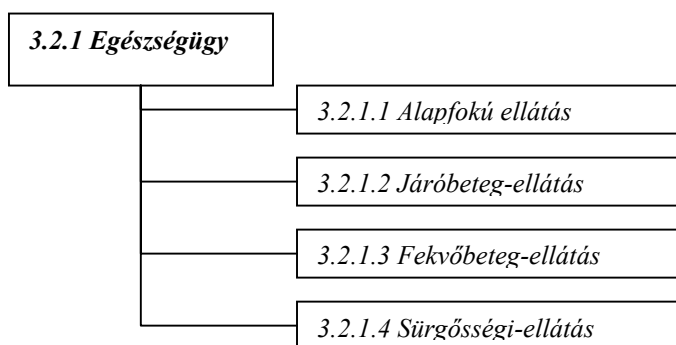 3.2.1 Egészségügy
3.2.1.1 Alapfokú ellátás
3.2.1.2 Járóbeteg-ellátás
3.2.1.3 Fekvőbeteg-ellátás
3.2.1.4 Sürgősségi-ellátás